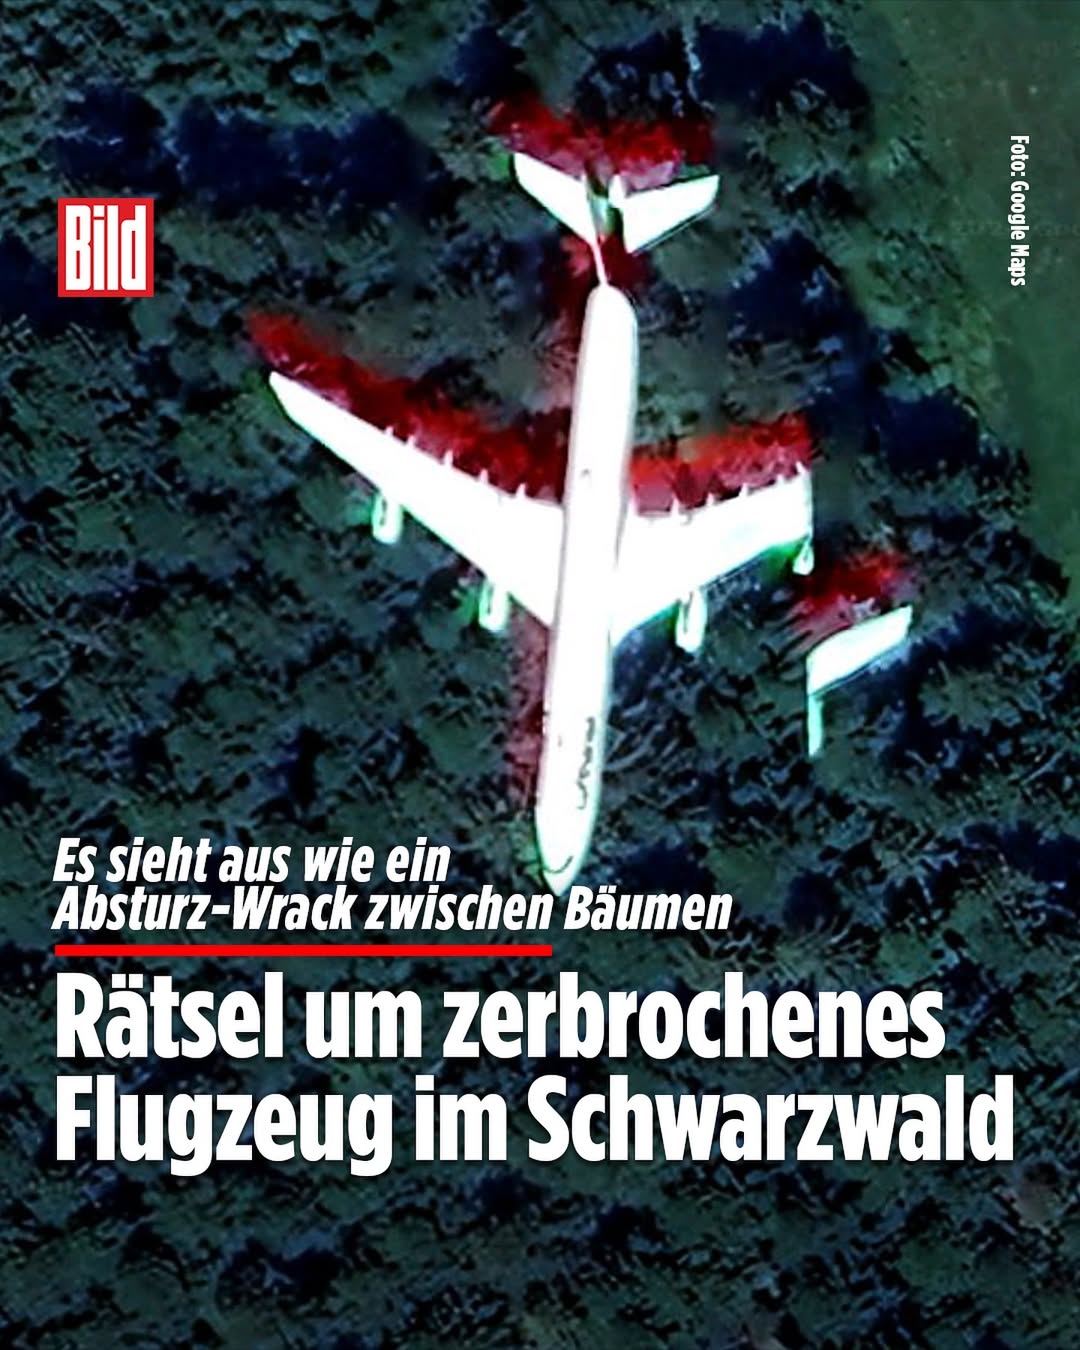 Foto: Google Maps
Bild
Es sieht aus wie ein
Absturz-Wrack zwischen Bäumen
Rätsel um zerbrochenes
Flugzeug im Schwarzwald